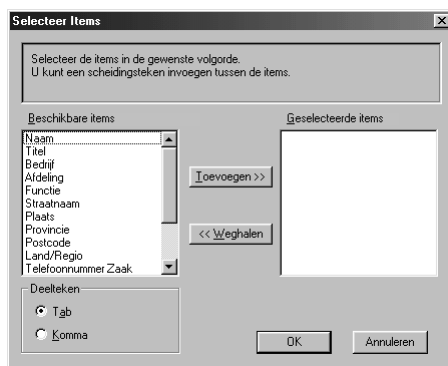 Selecteer Items
Selecteer de items in de gewenste volgorde.
U kunt een scheidingsteken invoegen tussen de items.
Beschikbare items
Geselecteerde items
Naam
Titel
Bedrijf
Afdeling
Functie
Straatnaam
Plaats
Provincie
Postcode
Land/Regio
Telefoonnummer Zaak
Toevoegen >>
<< Weghalen
Deelteken
Tab
Komma
OK
Annuleren